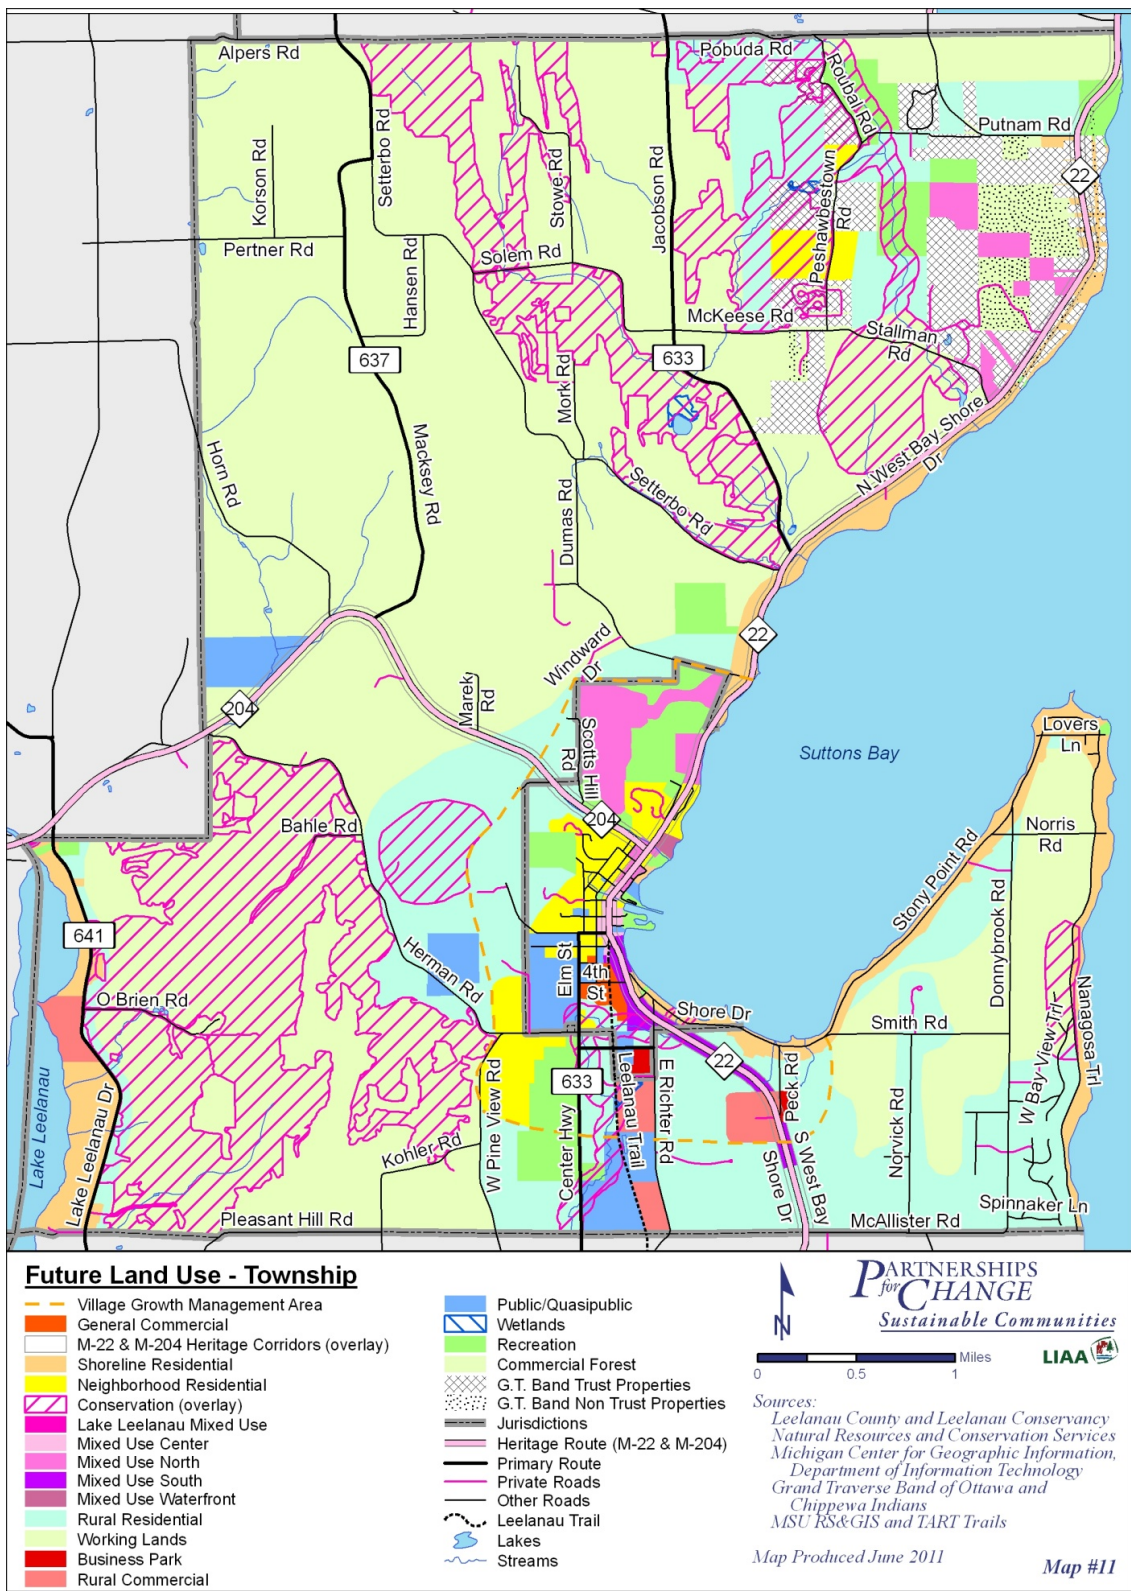 Alpers Rd
Pobuda Rd
Roubal Rd
Putnam Rd
Setterbo Rd
Korson Rd
Stowe Rd
Jacobson Rd
Peshawbestown
Rd
22
Pertner Rd
Hansen Rd
Solem Rd
McKeese Rd
Stallman
Rd
637
633
Mork Rd
N West Bay Shore
Dr
Horn Rd
Macksey Rd
Setterbo Rd
Dumas Rd
22
Windward
Dr
204
Marek
Rd
Scotts Hill
Rd
Suttons Bay
Lovers
Ln
204
Bahle Rd
Norris
Rd
Stony Point Rd
641
Herman Rd
Elm St
4th
St
Donnybrook Rd
Nanagosa Trl
O Brien Rd
Shore Dr
Smith Rd
W Bay View Trl
22
Lake Leelanau
Lake Leelanau Dr
W Pine View Rd
633
Center Hwy
Leelanau Trail
E Richter Rd
Peck Rd
Norvick Rd
Kohler Rd
S West Bay
Shore Dr
Spinnaker Ln
Pleasant Hill Rd
McAllister Rd
Future Land Use - Township
Village Growth Management Area
General Commercial
M-22 & M-204 Heritage Corridors (overlay)
Shoreline Residential
Neighborhood Residential
Conservation (overlay)
Lake Leelanau Mixed Use
Mixed Use Center
Mixed Use North
Mixed Use South
Mixed Use Waterfront
Rural Residential
Working Lands
Business Park
Rural Commercial
Public/Quasipublic
Wetlands
Recreation
Commercial Forest
G.T. Band Trust Properties
G.T. Band Non Trust Properties
Jurisdictions
Heritage Route (M-22 & M-204)
Primary Route
Private Roads
Other Roads
Leelanau Trail
Lakes
Streams
N
PARTNERSHIPS
for CHANGE
Sustainable Communities
Miles
0 0.5 1
LIAA
Sources:
Leelanau County and Leelanau Conservancy
Natural Resources and Conservation Services
Michigan Center for Geographic Information,
Department of Information Technology
Grand Traverse Band of Ottawa and
Chippewa Indians
MSU RS&GIS and TART Trails
Map Produced June 2011
Map #11